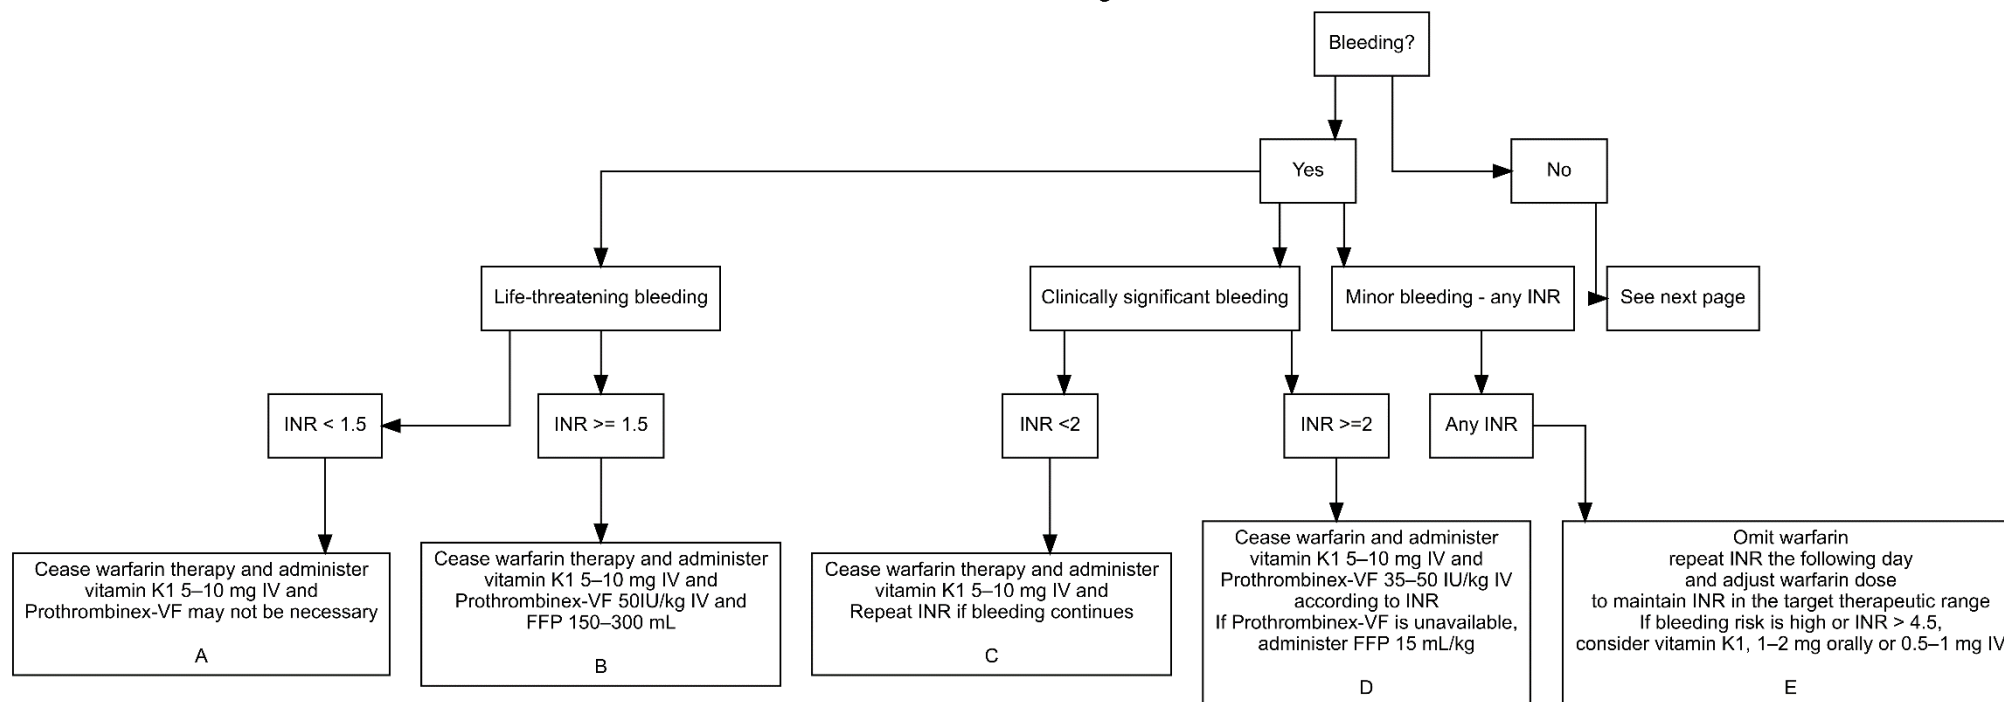 Bleeding?
Yes
No
Life-threatening bleeding
Clinically significant bleeding
Minor bleeding - any INR
See next page
INR < 1.5
INR >= 1.5
INR <2
INR >=2
Any INR
Cease warfarin therapy and administer
vitamin K1 5–10 mg IV and
Prothrombinex-VF may not be necessary
A
Cease warfarin therapy and administer
vitamin K1 5–10 mg IV and
Prothrombinex-VF 50IU/kg IV and
FFP 150–300 mL
B
Cease warfarin therapy and administer
vitamin K1 5–10 mg IV and
Repeat INR if bleeding continues
C
Cease warfarin and administer
vitamin K1 5–10 mg IV and
Prothrombinex-VF 35–50 IU/kg IV
according to INR
If Prothrombinex-VF is unavailable,
administer FFP 15 mL/kg
D
Omit warfarin
repeat INR the following day
and adjust warfarin dose
to maintain INR in the target therapeutic range
If bleeding risk is high or INR > 4.5,
consider vitamin K1, 1–2 mg orally or 0.5–1 mg IV
E